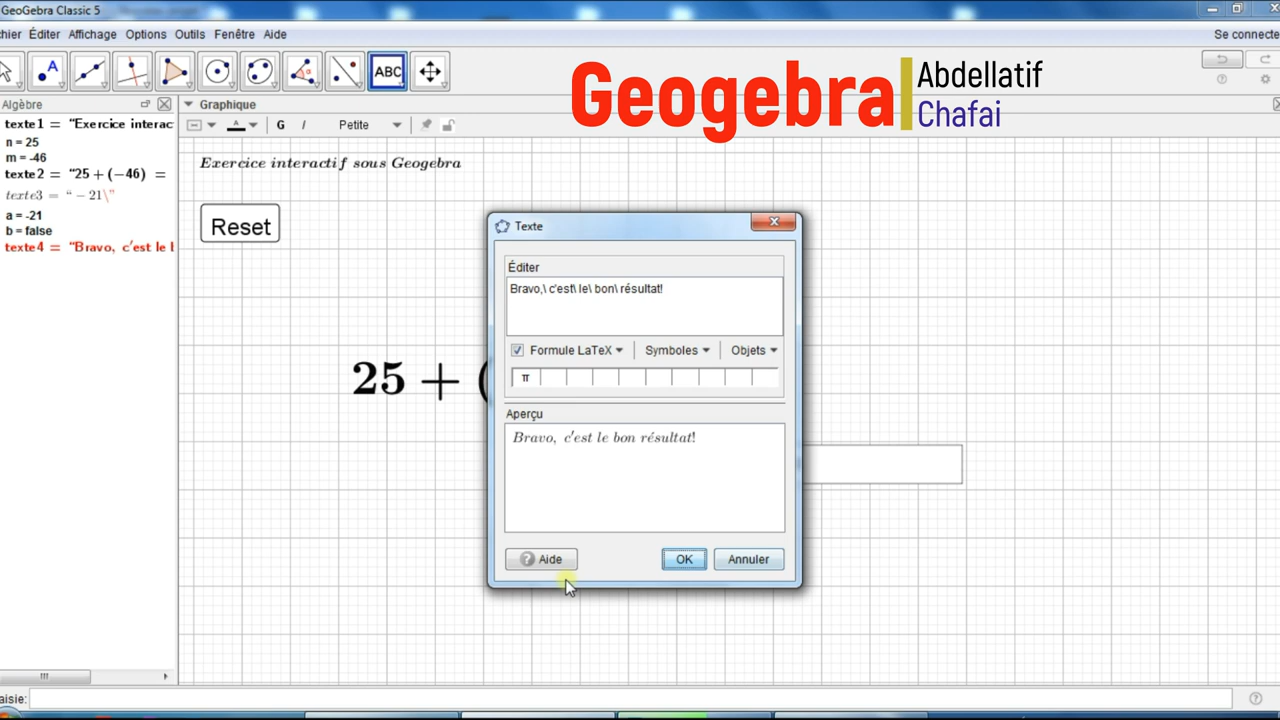 GeoGebra Classic 5
hier Éditer Affichage Options Outils Fenêtre Aide Se connecte
ABC
Geogebra
Abdellatif
Chafai
Algèbre
Graphique
A G I Petite
texte1 = "Exercice interac
n = 25
m = -46
texte2 = "25 + (−46) =
texte3 = " − 21\"
a = -21
b = false
texte4 = "Bravo, c'est le b
Exercice interactif sous Geogebra
Reset
25 + (
Texte
Éditer
Bravo,\ c'est\ le\ bon\ résultat!
Formule LaTeX Symboles Objets
π
Aperçu
Bravo, c'est le bon résultat!
Aide OK Annuler
aisie: